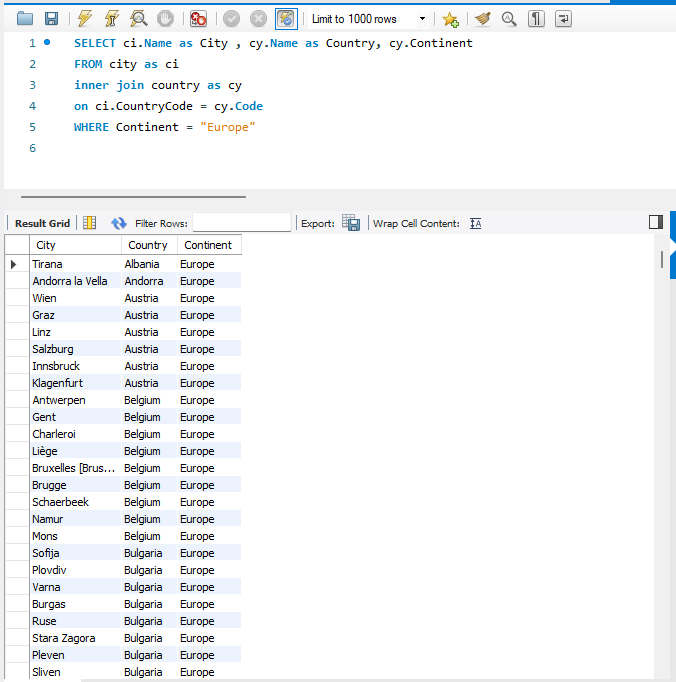 Limit to 1000 rows
1 SELECT ci.Name as City , cy.Name as Country, cy.Continent
2 FROM city as ci
3 inner join country as cy
4 on ci.CountryCode = cy.Code
5 WHERE Continent = "Europe"
6
Result Grid Filter Rows: Export: Wrap Cell Content:
City Country Continent
Tirana Albania Europe
Andorra la Vella Andorra Europe
Wien Austria Europe
Graz Austria Europe
Linz Austria Europe
Salzburg Austria Europe
Innsbruck Austria Europe
Klagenfurt Austria Europe
Antwerpen Belgium Europe
Gent Belgium Europe
Charleroi Belgium Europe
Liège Belgium Europe
Bruxelles [Brus... Belgium Europe
Brugge Belgium Europe
Schaerbeek Belgium Europe
Namur Belgium Europe
Mons Belgium Europe
Sofija Bulgaria Europe
Plovdiv Bulgaria Europe
Varna Bulgaria Europe
Burgas Bulgaria Europe
Ruse Bulgaria Europe
Stara Zagora Bulgaria Europe
Pleven Bulgaria Europe
Sliven Bulgaria Europe